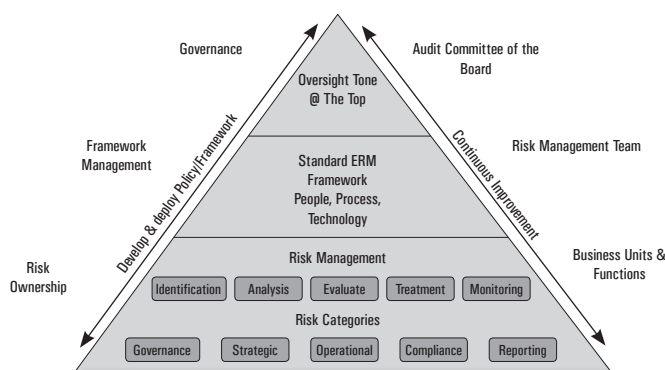 Governance
Audit Committee of the
Board
Oversight Tone
@ The Top
Framework
Management
Develop & deploy Policy/Framework
Continuous Improvement
Risk Management Team
Standard ERM
Framework
People, Process,
Technology
Risk
Ownership
Business Units &
Functions
Risk Management
Identification Analysis Evaluate Treatment Monitoring
Risk Categories
Governance Strategic Operational Compliance Reporting